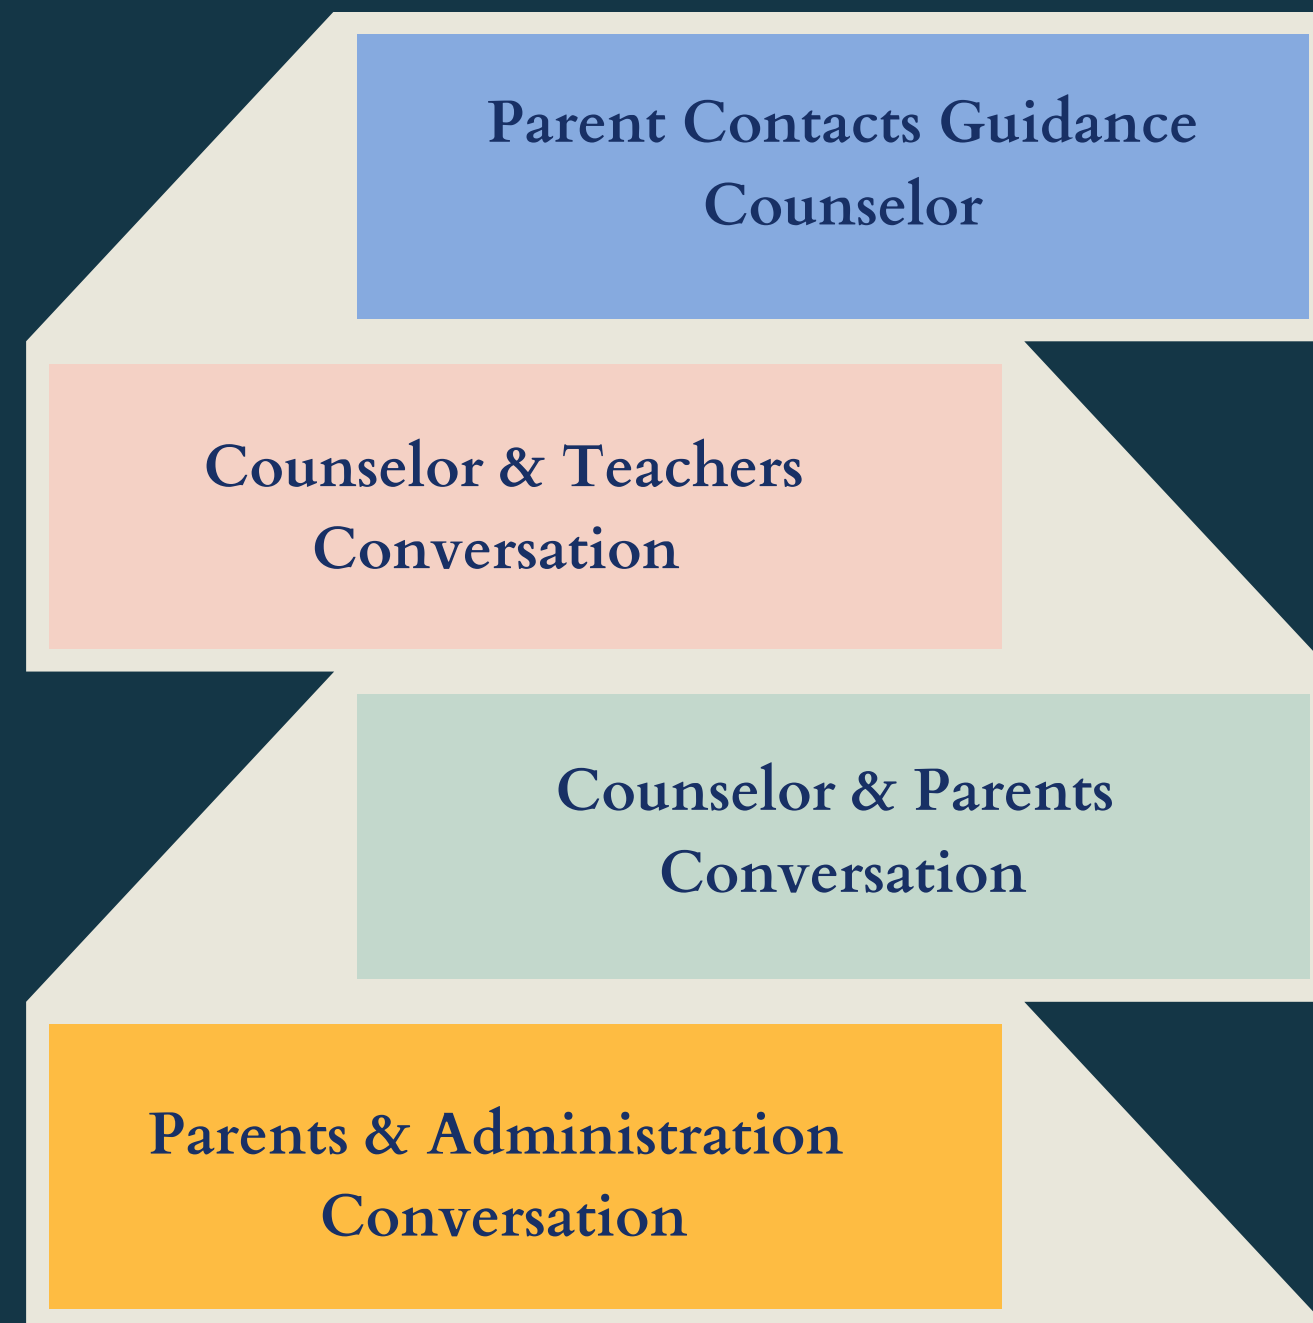 Parent Contacts Guidance
Counselor
Counselor & Teachers
Conversation
Counselor & Parents
Conversation
Parents & Administration
Conversation